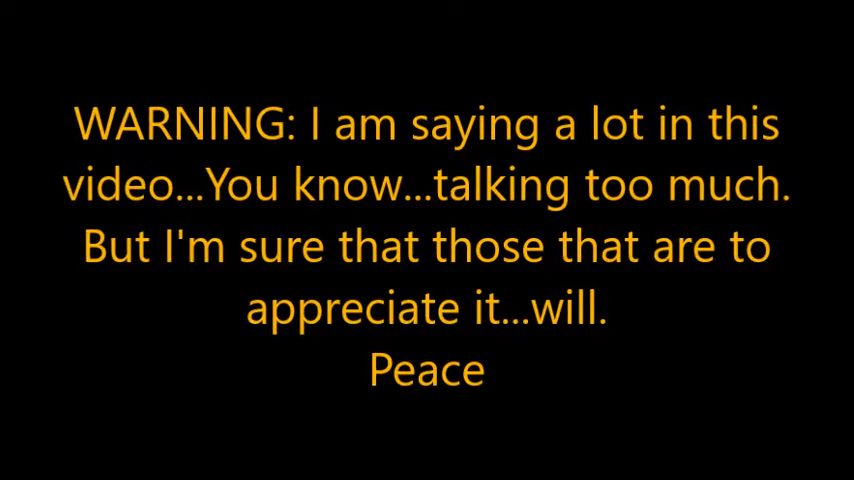 WARNING: I am saying a lot in this
video...You know...talking too much.
But I'm sure that those that are to
appreciate it...will.
Peace